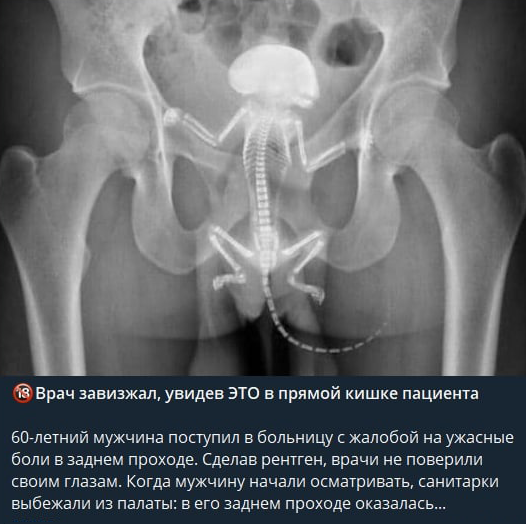 🔞Врач завизжал, увидев ЭТО в прямой кишке пациента
60-летний мужчина поступил в больницу с жалобой на ужасные
боли в заднем проходе. Сделав рентген, врачи не поверили
своим глазам. Когда мужчину начали осматривать, санитарки
выбежали из палаты: в его заднем проходе оказалась...